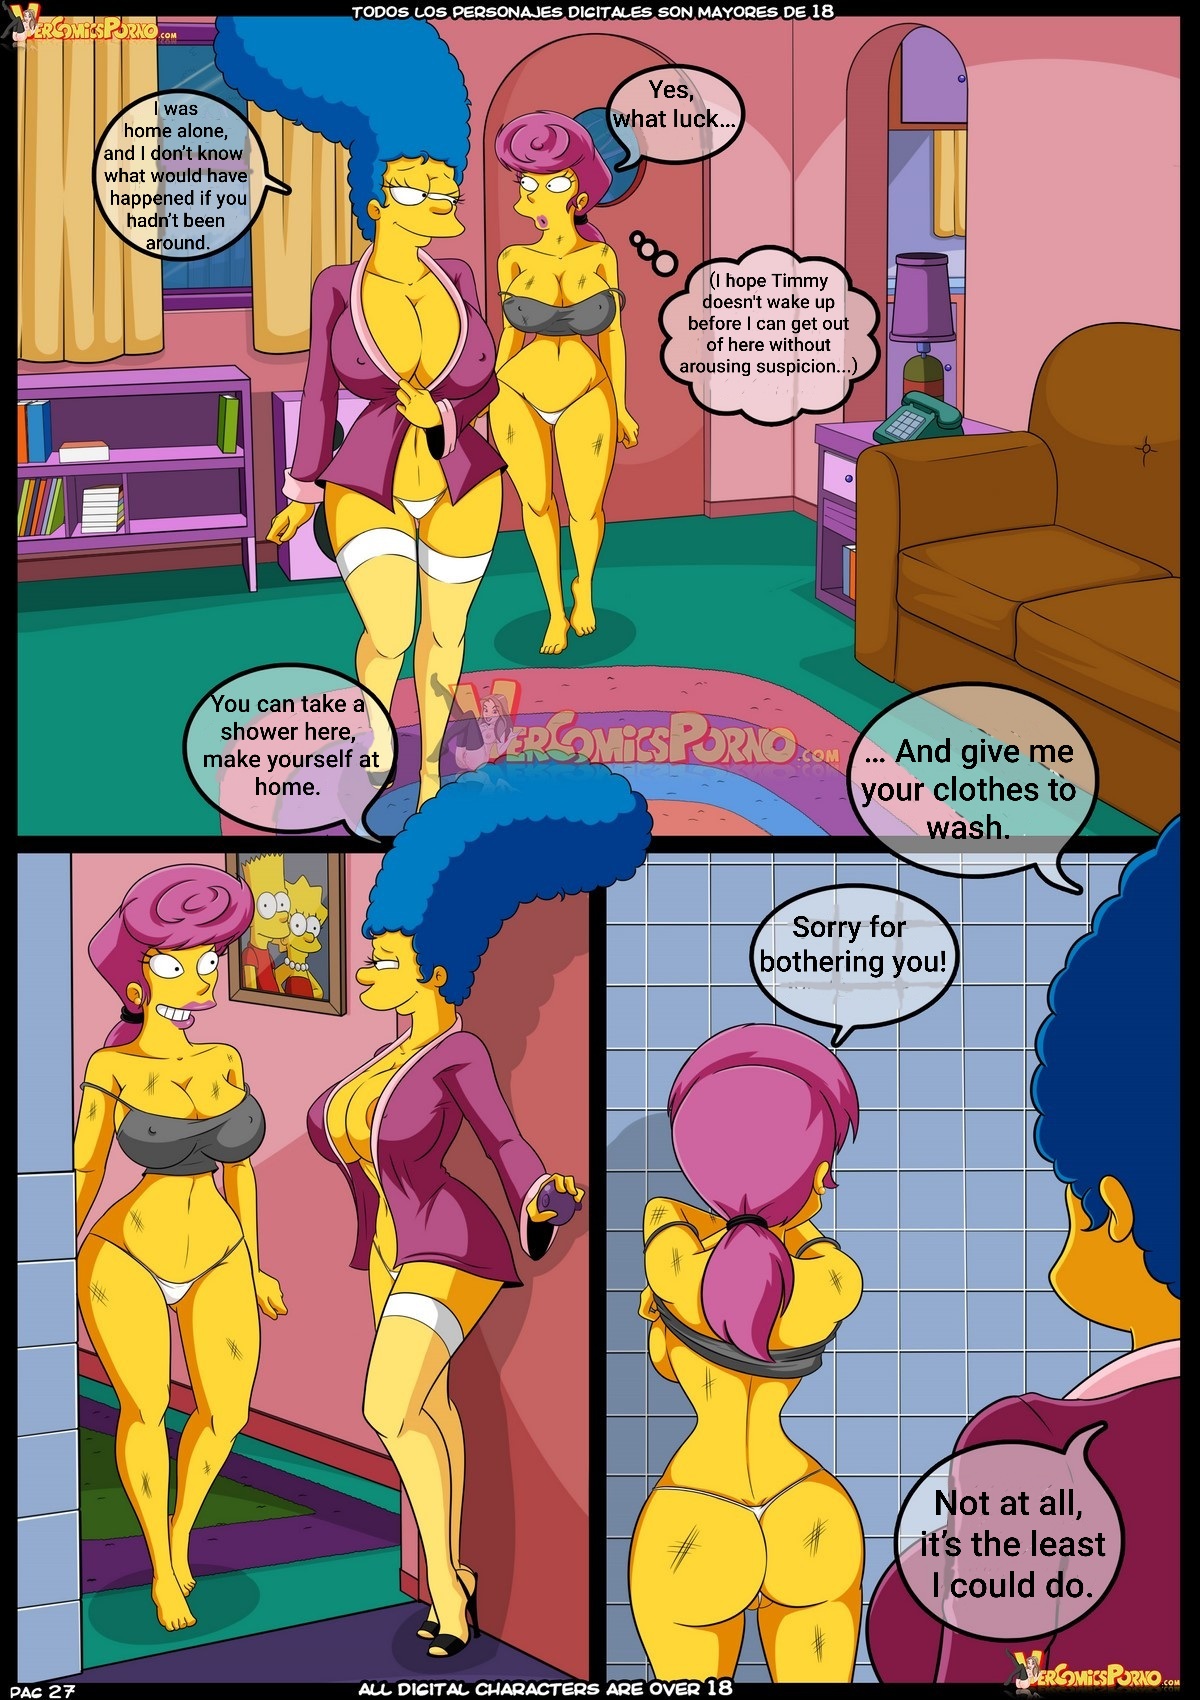 TODOS LOS PERSONAJES DIGITALES SON MAYORES DE 18
VERCOMICSPORNO.COM
I was
home alone,
and I don't know
what would have
happened if you
hadn't been
around.
Yes,
what luck...
(I hope Timmy
doesn't wake up
before I can get out
of here without
arousing suspicion...)
VERCOMICSPORNO.COM
You can take a
shower here,
make yourself at
home.
... And give me
your clothes to
wash.
Sorry for
bothering you!
Not at all,
it's the least
I could do.
VERCOMICSPORNO.COM
PAG 27
ALL DIGITAL CHARACTERS ARE OVER 18